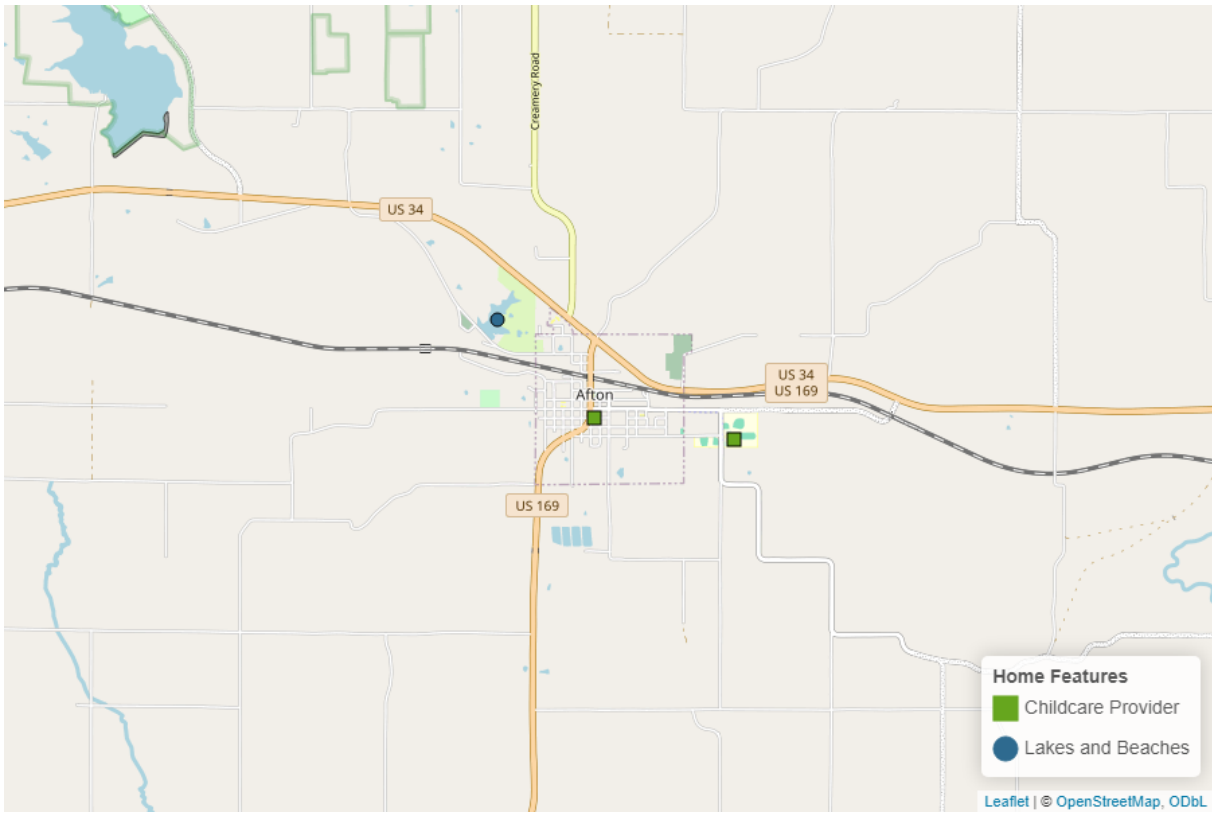 Creamery Road
US 34
US 34
US 169
Afton
US 169
Home Features
Childcare Provider
Lakes and Beaches
Leaflet | © OpenStreetMap, ODbL